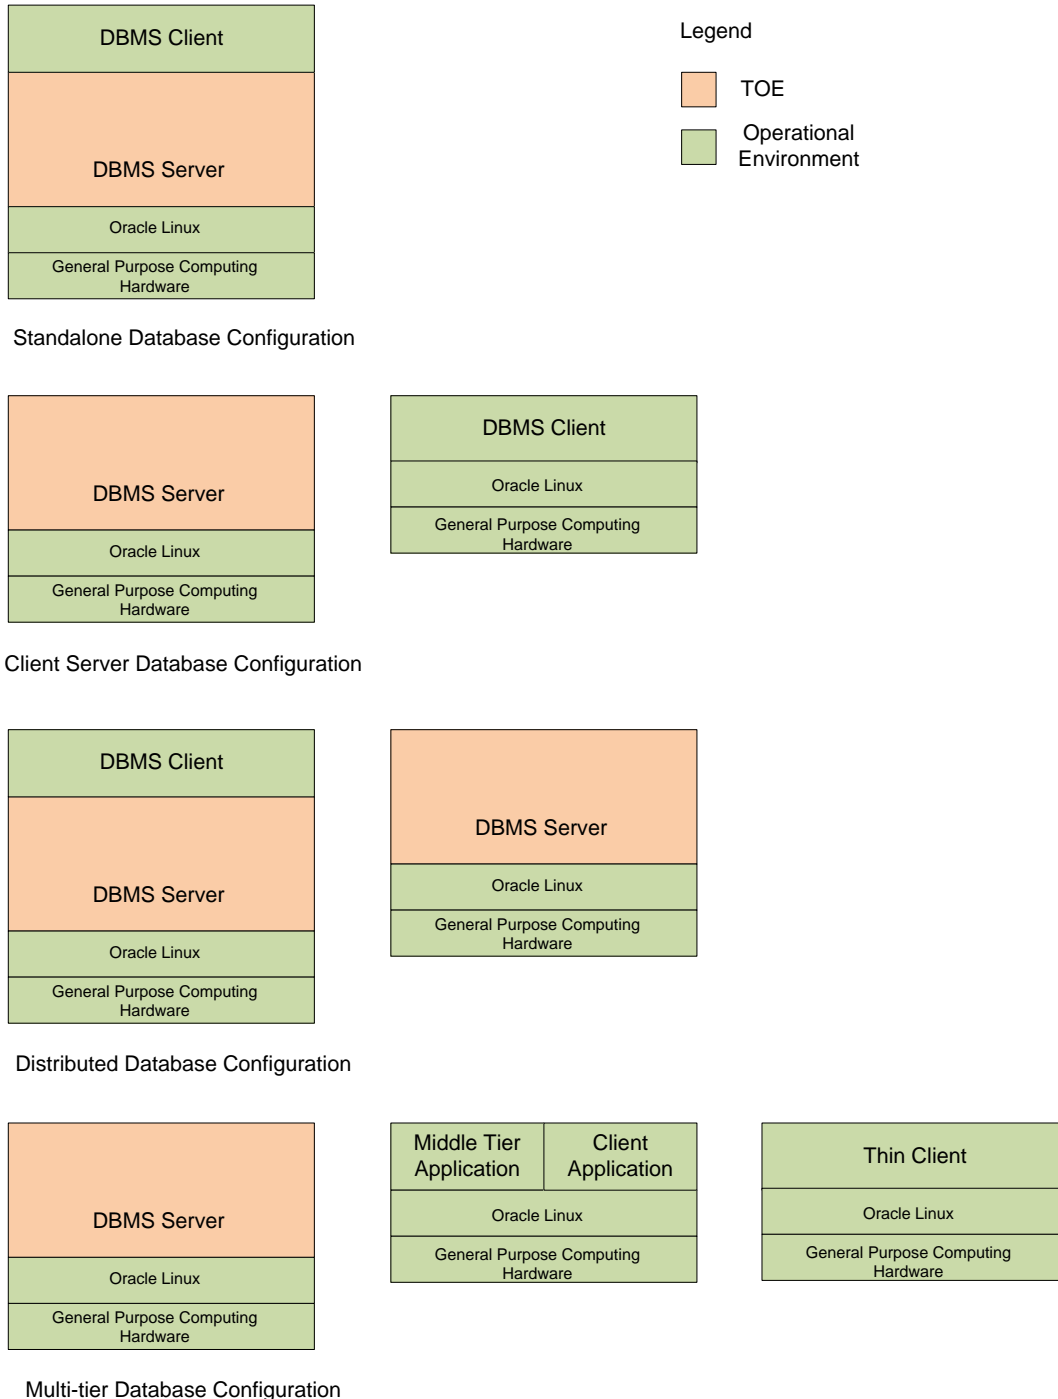 DBMS Client
DBMS Server
Oracle Linux
General Purpose Computing
Hardware
Standalone Database Configuration
Legend
TOE
Operational
Environment
DBMS Server
Oracle Linux
General Purpose Computing
Hardware
DBMS Client
Oracle Linux
General Purpose Computing
Hardware
Client Server Database Configuration
DBMS Client
DBMS Server
Oracle Linux
General Purpose Computing
Hardware
DBMS Server
Oracle Linux
General Purpose Computing
Hardware
Distributed Database Configuration
DBMS Server
Oracle Linux
General Purpose Computing
Hardware
Middle Tier
Application
Client
Application
Oracle Linux
General Purpose Computing
Hardware
Thin Client
Oracle Linux
General Purpose Computing
Hardware
Multi-tier Database Configuration